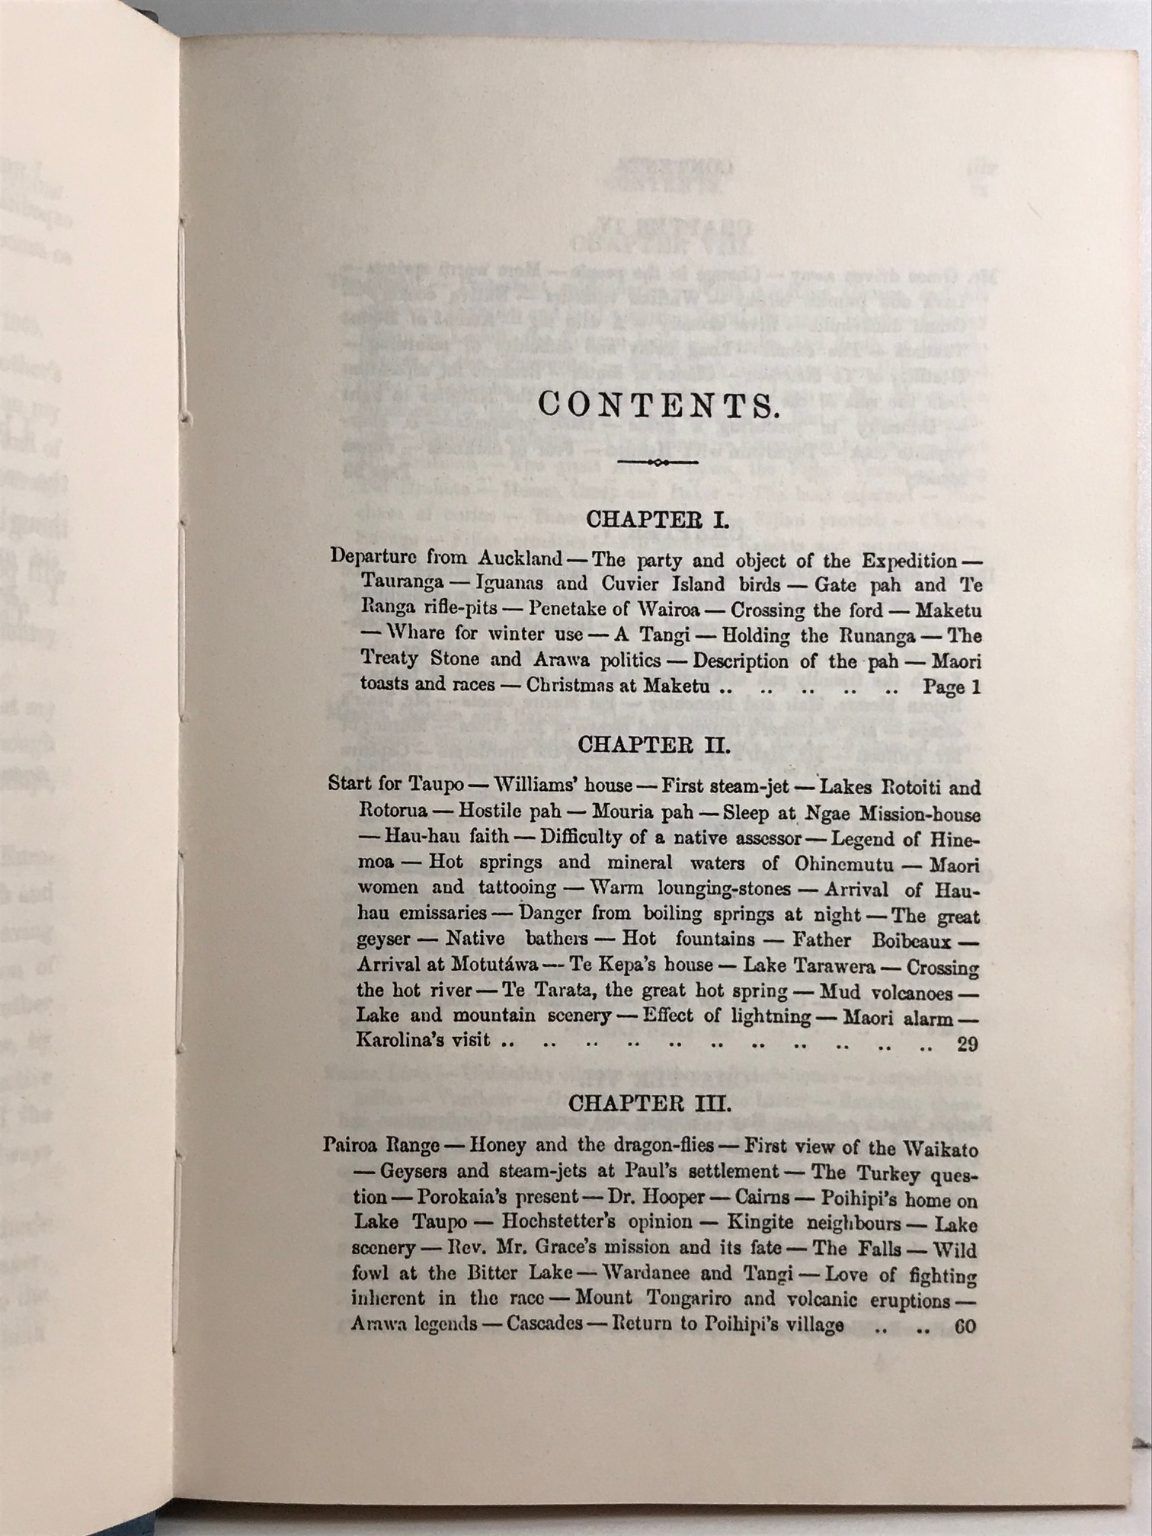 CONTENTS.
CHAPTER I.
Departure from Auckland — The party and object of the Expedition —
Tauranga — Iguanas and Cuvier Island birds — Gate pah and Te
Ranga rifle-pits — Penetake of Wairoa — Crossing the ford — Maketu
— Whare for winter use — A Tangi — Holding the Runanga — The
Treaty Stone and Arawa politics — Description of the pah — Maori
toasts and races — Christmas at Maketu .. .. .. .. .. Page 1
CHAPTER II.
Start for Taupo — Williams' house — First steam-jet — Lakes Rotoiti and
Rotorua — Hostile pah — Mouria pah — Sleep at Ngae Mission-house
— Hau-hau faith — Difficulty of a native assessor — Legend of Hine-
moa — Hot springs and mineral waters of Ohinemutu — Maori
women and tattooing — Warm lounging-stones — Arrival of Hau-
hau emissaries — Danger from boiling springs at night — The great
geyser — Native bathers — Hot fountains — Father Boibeaux —
Arrival at Motutáwa — Te Kepa's house — Lake Tarawera — Crossing
the hot river — Te Tarata, the great hot spring — Mud volcanoes —
Lake and mountain scenery — Effect of lightning — Maori alarm —
Karolina's visit .. .. .. .. .. .. .. .. .. .. .. 29
CHAPTER III.
Pairoa Range — Honey and the dragon-flies — First view of the Waikato
— Geysers and steam-jets at Paul's settlement — The Turkey ques-
tion — Porokaia's present — Dr. Hooper — Cairns — Poihipi's home on
Lake Taupo — Hochstetter's opinion — Kingite neighbours — Lake
scenery — Rev. Mr. Grace's mission and its fate — The Falls — Wild
fowl at the Bitter Lake — Wardance and Tangi — Love of fighting
inherent in the race — Mount Tongariro and volcanic eruptions —
Arawa legends — Cascades — Return to Poihipi's village .. .. 60